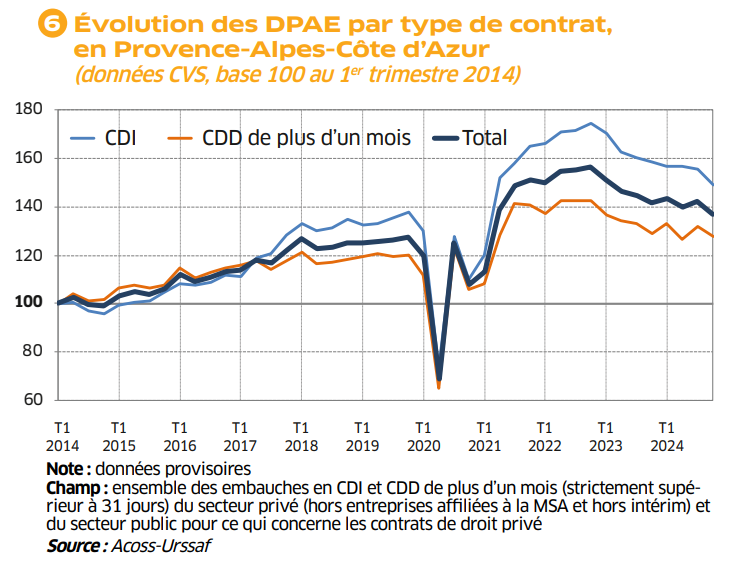 6 Évolution des DPAE par type de contrat,
en Provence-Alpes-Côte d’Azur
(données CVS, base 100 au 1er trimestre 2014)
180
CDI CDD de plus d’un mois Total
160
140
120
100
80
60
T1 T1 T1 T1 T1 T1 T1 T1 T1 T1 T1
2014 2015 2016 2017 2018 2019 2020 2021 2022 2023 2024
Note : données provisoires
Champ : ensemble des embauches en CDI et CDD de plus d’un mois (strictement supé-
rieur à 31 jours) du secteur privé (hors entreprises affiliées à la MSA et hors intérim) et
du secteur public pour ce qui concerne les contrats de droit privé
Source : Acoss-Urssaf